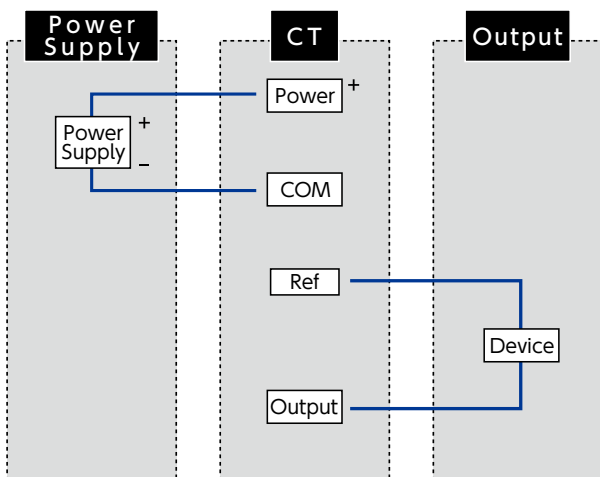 Power
Supply
CT
Output
Power
+
Power
Supply
+
−
COM
Ref
Device
Output